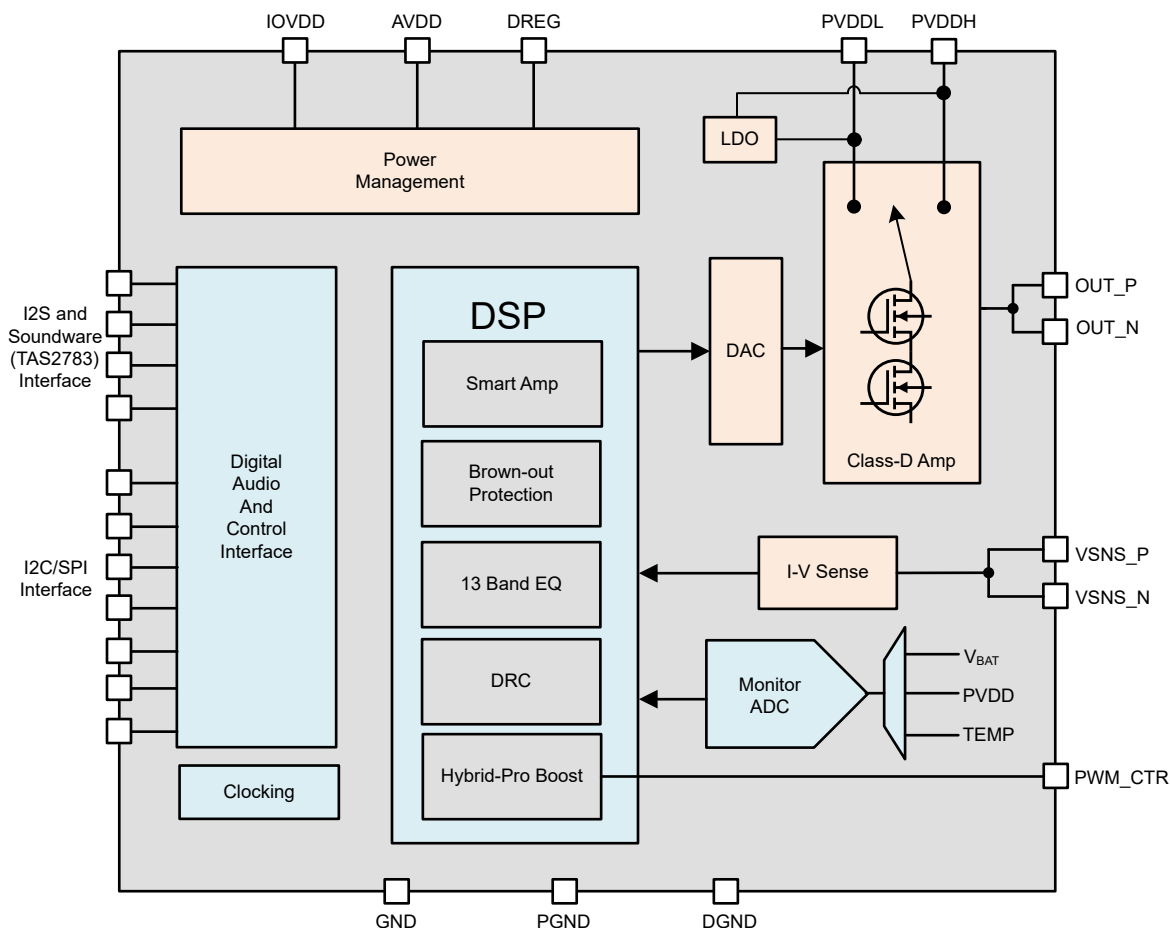 IOVDD
AVDD
DREG
PVDDL
PVDDH
LDO
Power
Management
I2S and
Soundware
(TAS2783)
Interface
I2C/SPI
Interface
Digital
Audio
And
Control
Interface
Clocking
DSP
Smart Amp
Brown-out
Protection
13 Band EQ
DRC
Hybrid-Pro Boost
DAC
Class-D Amp
OUT_P
OUT_N
I-V Sense
VSNS_P
VSNS_N
Monitor
ADC
VBAT
PVDD
TEMP
PWM_CTR
GND
PGND
DGND